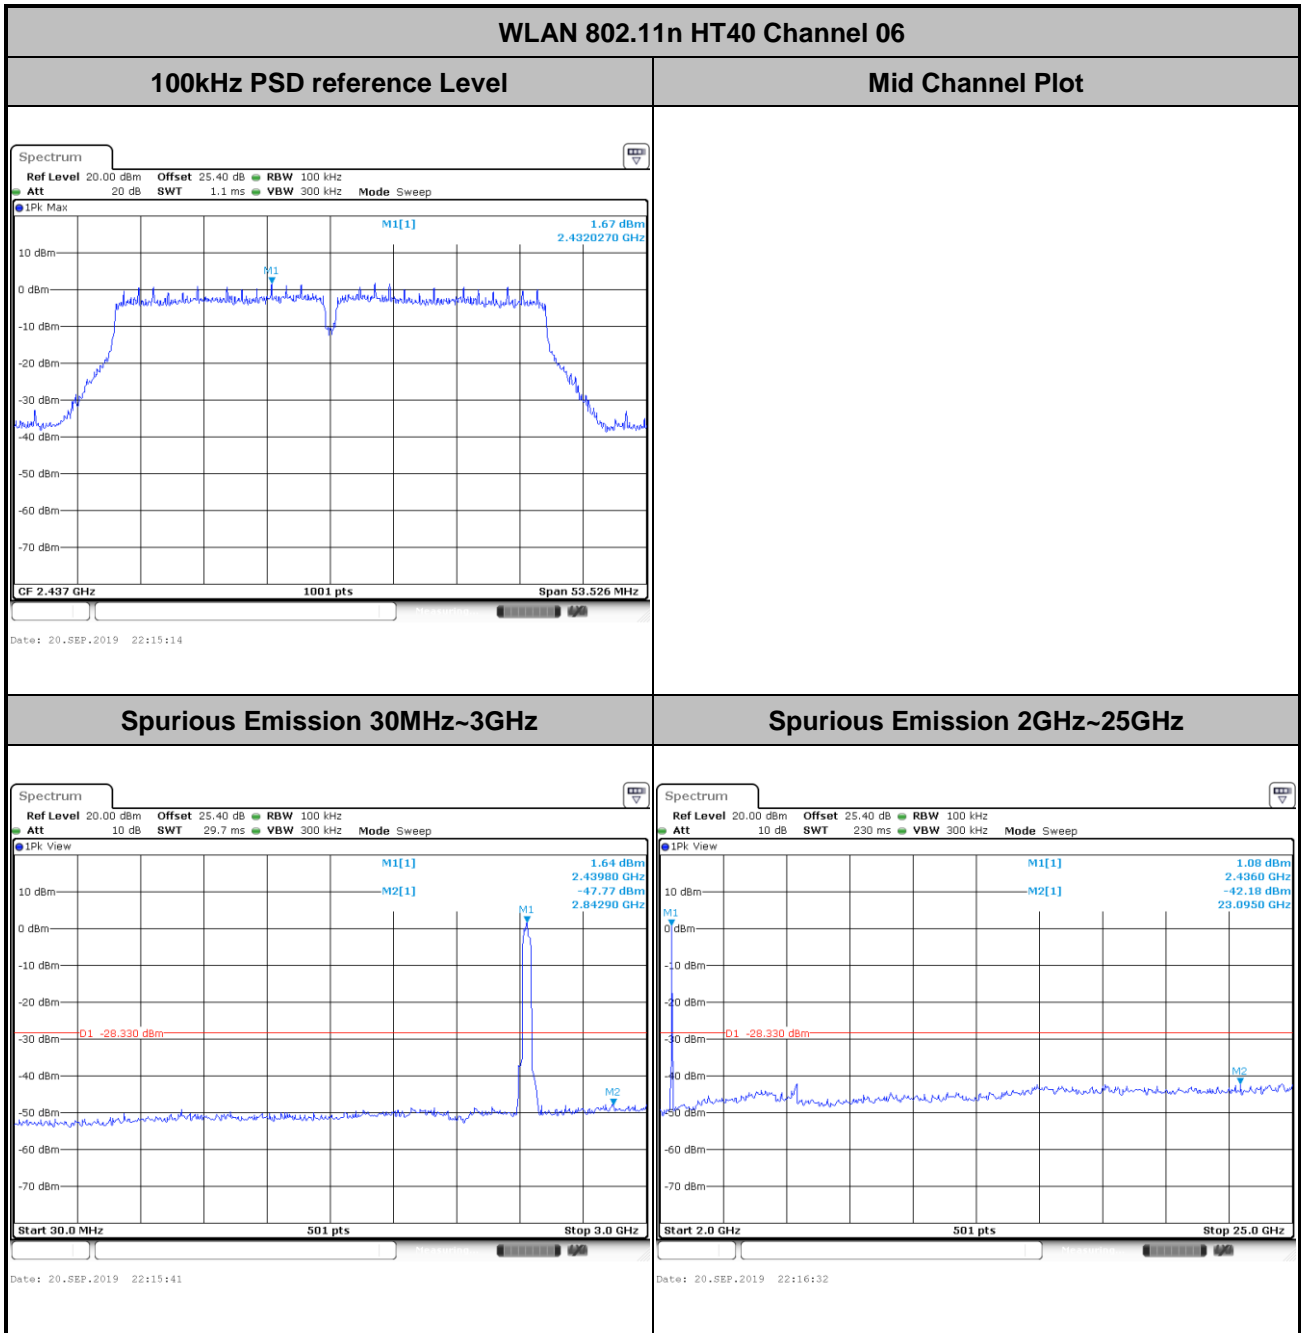 WLAN 802.11n HT40 Channel 06
100kHz PSD reference Level
Mid Channel Plot
Spectrum
Ref Level 20.00 dBm Offset 25.40 dB RBW 100 kHz
Att 20 dB SWT 1.1 ms VBW 300 kHz Mode Sweep
1Pk Max
M1[1] 1.67 dBm
2.4320270 GHz
10 dBm
M1
0 dBm
-10 dBm
-20 dBm
-30 dBm
-40 dBm
-50 dBm
-60 dBm
-70 dBm
CF 2.437 GHz 1001 pts Span 53.526 MHz
Measuring
Date: 20.SEP.2019 22:15:14
Spurious Emission 30MHz~3GHz
Spurious Emission 2GHz~25GHz
Spectrum
Ref Level 20.00 dBm Offset 25.40 dB RBW 100 kHz
Att 10 dB SWT 29.7 ms VBW 300 kHz Mode Sweep
1Pk View
M1[1] 1.64 dBm
2.43980 GHz
10 dBm M2[1] -47.77 dBm
2.84290 GHz
M1
0 dBm
-10 dBm
-20 dBm
D1 -28.330 dBm
-30 dBm
-40 dBm
M2
-50 dBm
-60 dBm
-70 dBm
Start 30.0 MHz 501 pts Stop 3.0 GHz
Measuring
Date: 20.SEP.2019 22:15:41
Spectrum
Ref Level 20.00 dBm Offset 25.40 dB RBW 100 kHz
Att 10 dB SWT 230 ms VBW 300 kHz Mode Sweep
1Pk View
M1[1] 1.08 dBm
2.4360 GHz
10 dBm M2[1] -42.18 dBm
23.0950 GHz
M1
0 dBm
-10 dBm
-20 dBm
D1 -28.330 dBm
-30 dBm
M2
-40 dBm
-50 dBm
-60 dBm
-70 dBm
Start 2.0 GHz 501 pts Stop 25.0 GHz
Measuring
Date: 20.SEP.2019 22:16:32